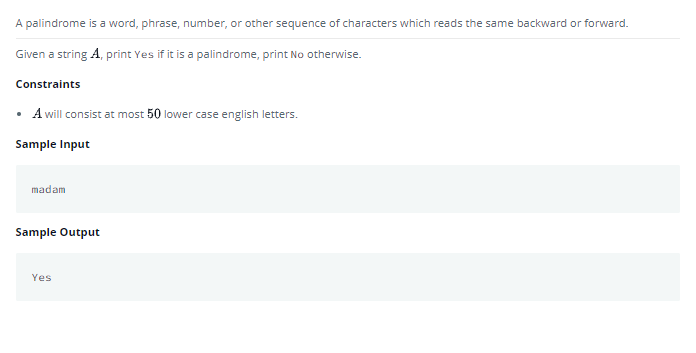 A palindrome is a word, phrase, number, or other sequence of characters which reads the same backward or forward.
Given a string A, print Yes if it is a palindrome, print No otherwise.
Constraints
• A will consist at most 50 lower case english letters.
Sample Input
madam
Sample Output
Yes